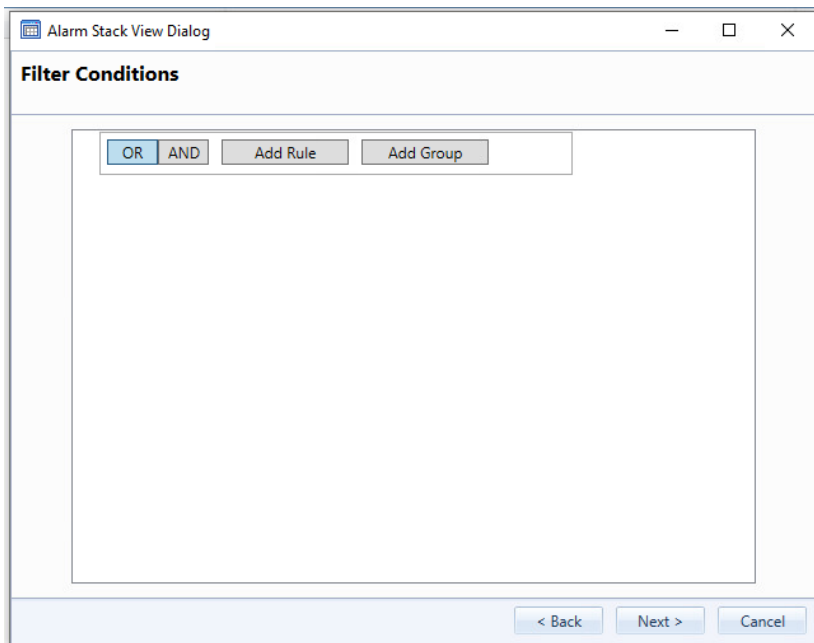 Alarm Stack View Dialog
Filter Conditions
OR AND Add Rule Add Group
< Back Next > Cancel